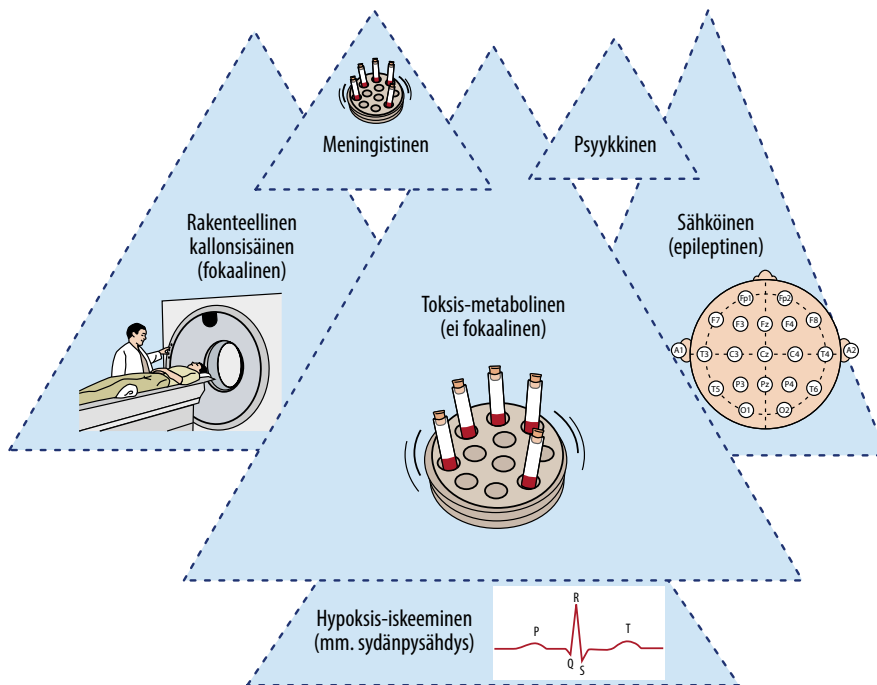 Meningistinen
Psyykkinen
Rakenteellinen
kallonsisäinen
(fokaalinen)
Sähköinen
(epileptinen)
Toksis-metabolinen
(ei fokaalinen)
Fp1 Fp2
F7 F3 Fz F4 F8
A1 T3 C3 Cz C4 T4 A2
T5 P3 Pz P4 T6
O1 O2
Hypoksis-iskeeminen
(mm. sydänpysähdys)
R
P T
Q
S